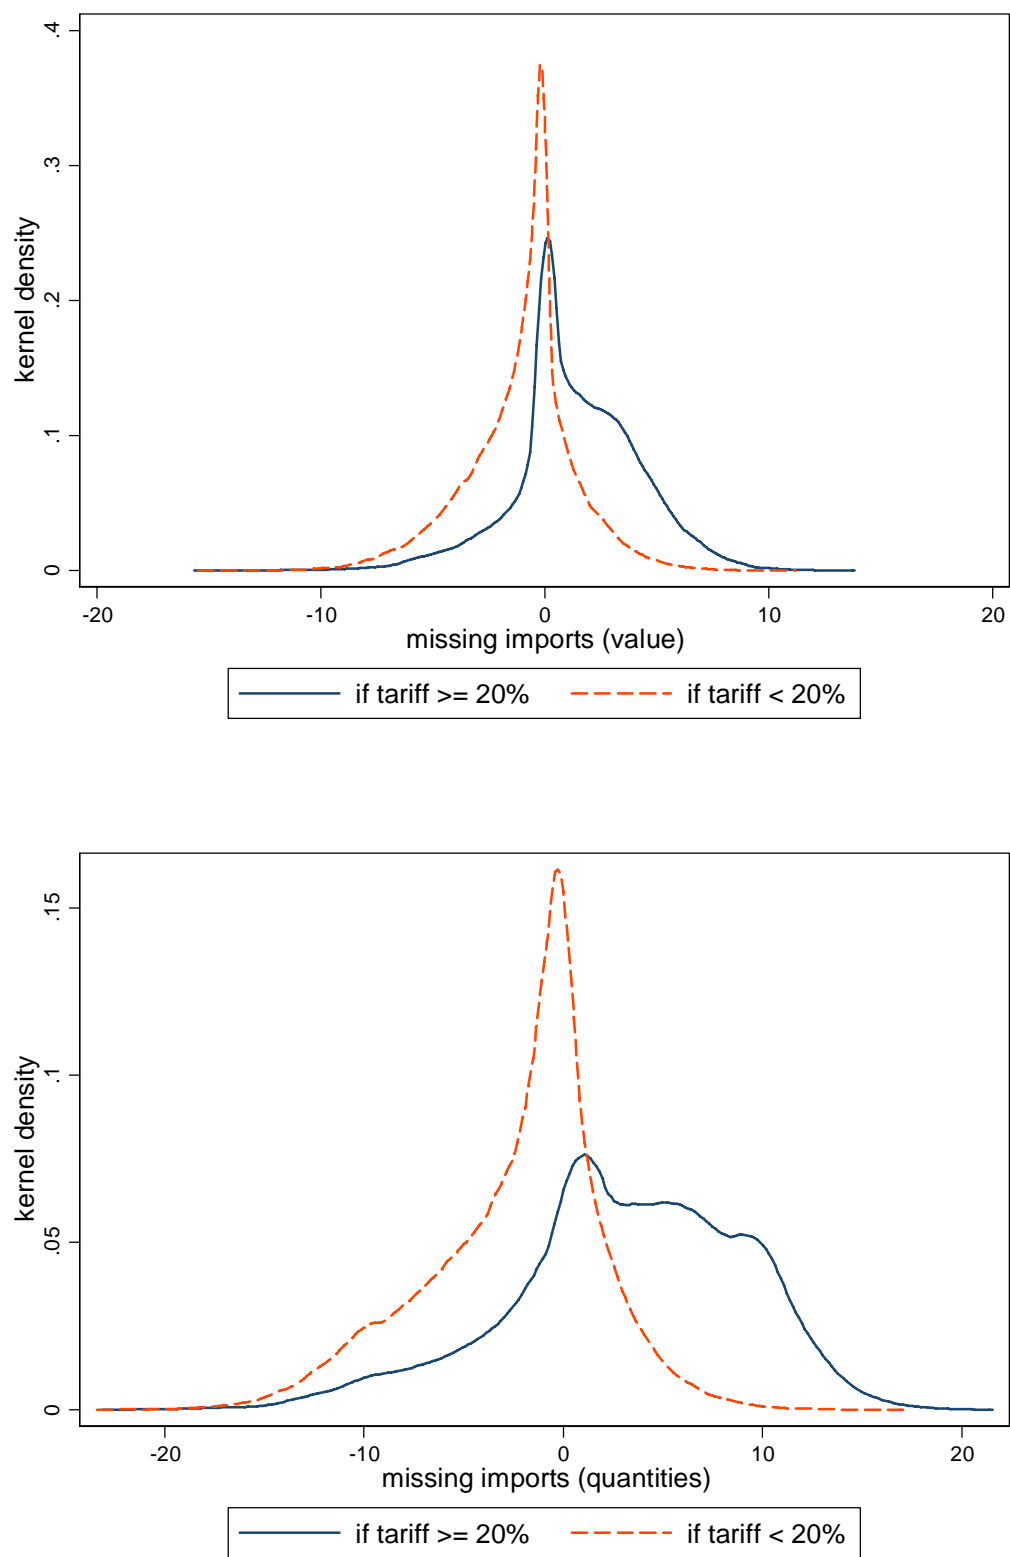 .4
.3
.2
.1
0
kernel density
-20 -10 0 10 20
missing imports (value)
if tariff >= 20% if tariff < 20%
.15
.1
.05
0
kernel density
-20 -10 0 10 20
missing imports (quantities)
if tariff >= 20% if tariff < 20%